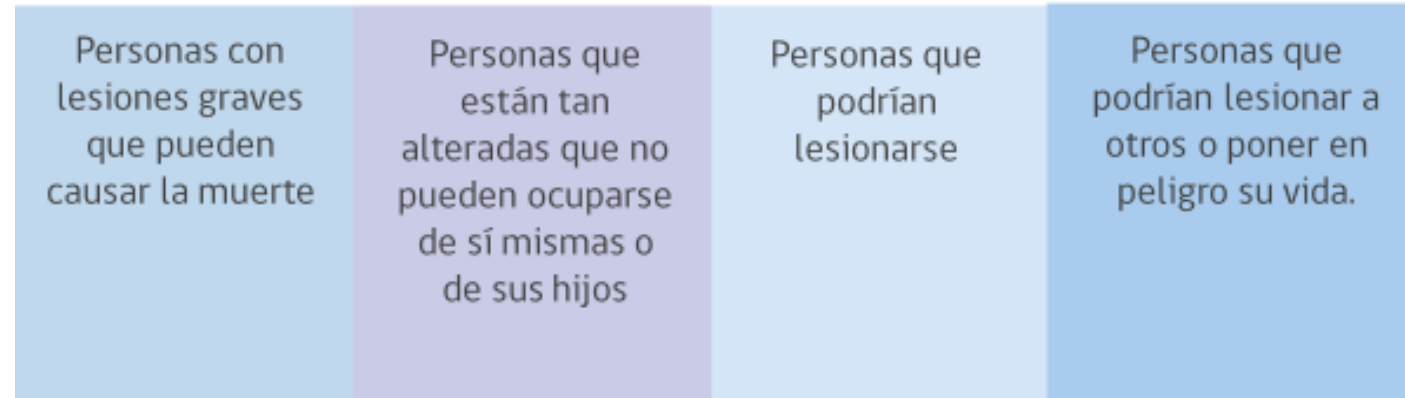 Personas con
lesiones graves
que pueden
causar la muerte
Personas que
están tan
alteradas que no
pueden ocuparse
de sí mismas o
de sus hijos
Personas que
podrían
lesionarse
Personas que
podrían lesionar a
otros o poner en
peligro su vida.